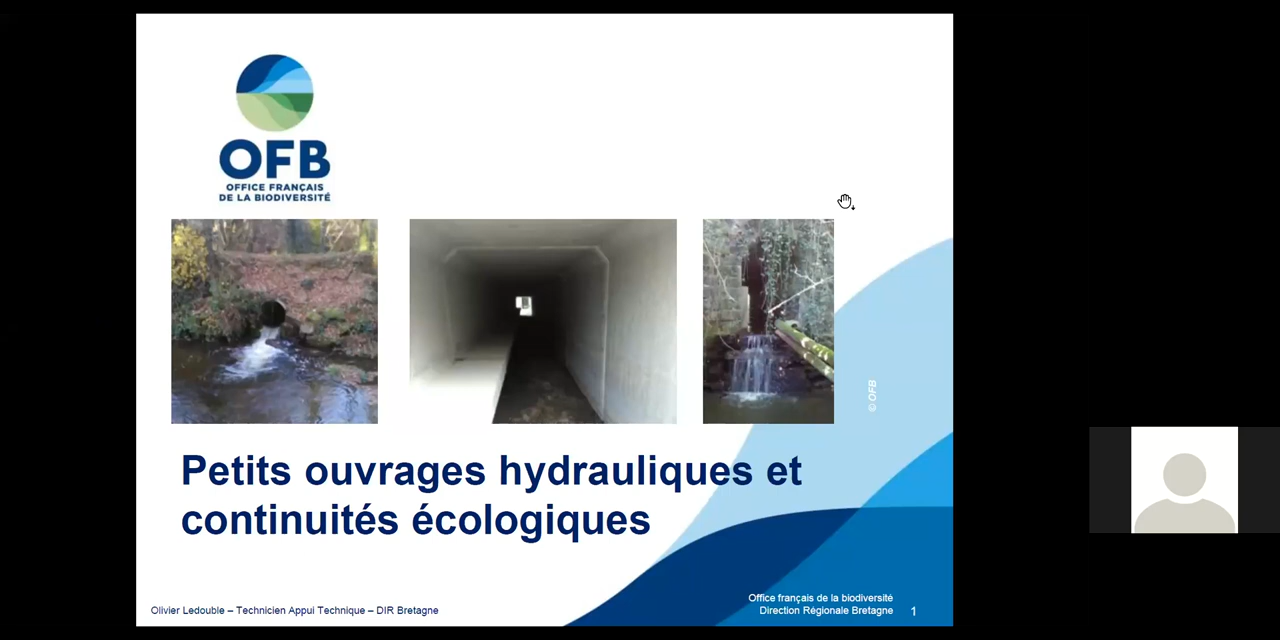 OFB
OFFICE FRANÇAIS
DE LA BIODIVERSITÉ
© OFB
Petits ouvrages hydrauliques et
continuités écologiques
Olivier Ledouble – Technicien Appui Technique – DIR Bretagne
Office français de la biodiversité
Direction Régionale Bretagne
1